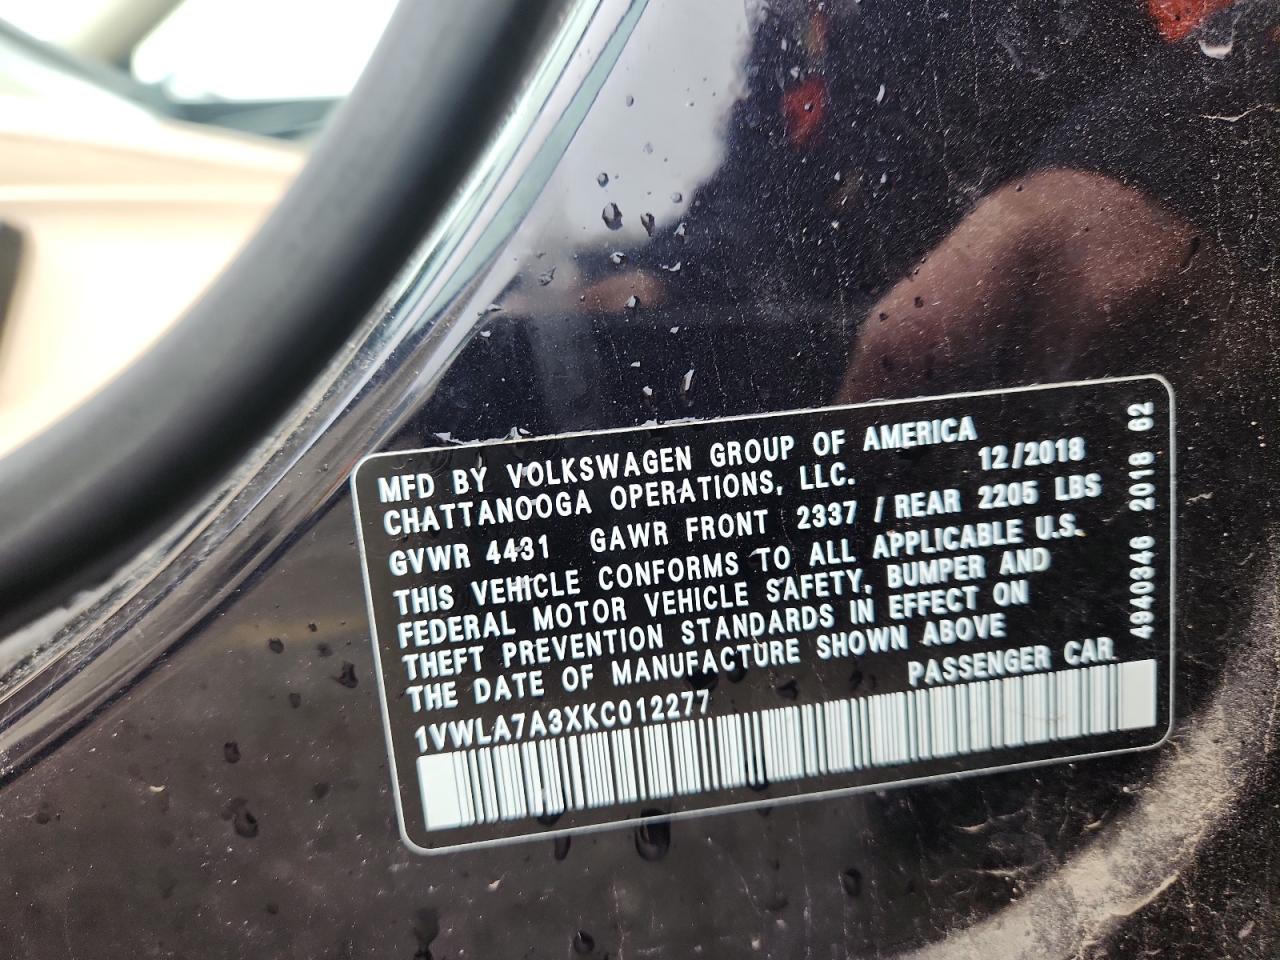 MFD BY VOLKSWAGEN GROUP OF AMERICA
CHATTANOOGA OPERATIONS, LLC. 12/2018
GVWR 4431 GAWR FRONT 2337 / REAR 2205 LBS
THIS VEHICLE CONFORMS TO ALL APPLICABLE U.S.
FEDERAL MOTOR VEHICLE SAFETY, BUMPER AND
THEFT PREVENTION STANDARDS IN EFFECT ON
THE DATE OF MANUFACTURE SHOWN ABOVE
1VWLA7A3XKC012277 PASSENGER CAR
4940346 2018 62